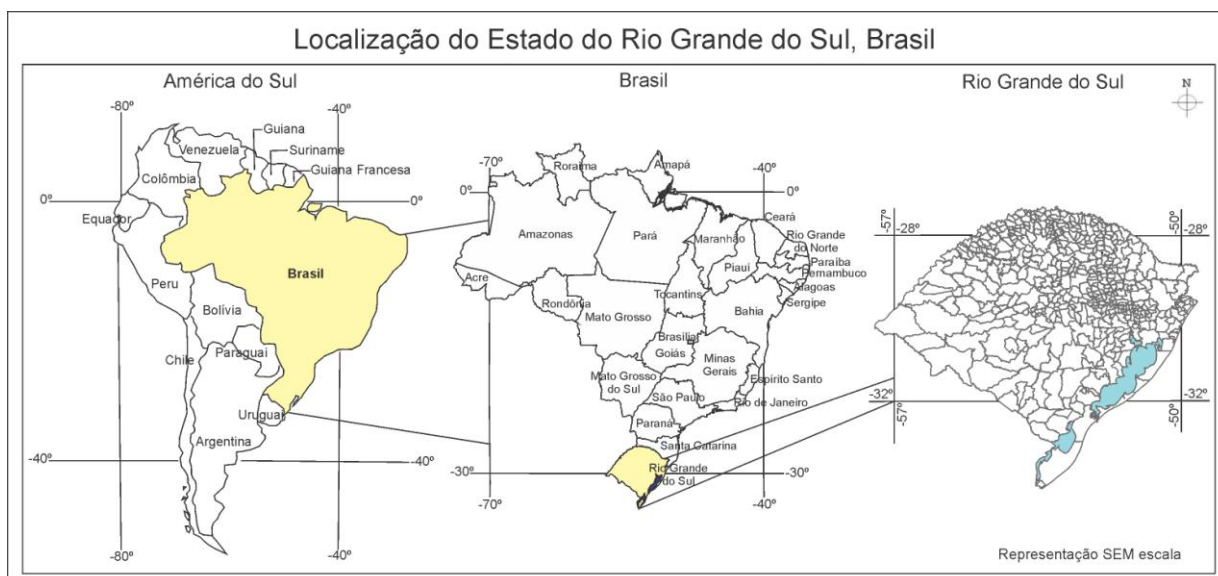 Localização do Estado do Rio Grande do Sul, Brasil
América do Sul
-80º
-40º
Guiana
Suriname
Guiana Francesa
Venezuela
Colômbia
0º
0º
Equador
Brasil
Peru
Bolívia
Paraguai
Chile
Uruguai
Argentina
-40º
-40º
-80º
-40º
Brasil
-70º
-40º
Roraima
Amapá
0º
0º
Ceará
Amazonas
Pará
Maranhão
Rio Grande
do Norte
Paraíba
Piauí
Pernambuco
Acre
Alagoas
Tocantins
Sergipe
Rondônia
Bahia
Mato Grosso
Brasília
Goiás
Minas
Gerais
Mato Grosso
do Sul
Espírito Santo
São Paulo
Rio de Janeiro
Paraná
Santa Catarina
Rio Grande
do Sul
-30º
-30º
-70º
-40º
Rio Grande do Sul
N
-57º
-50º
-28º
-28º
-32º
-32º
-57º
-50º
Representação SEM escala